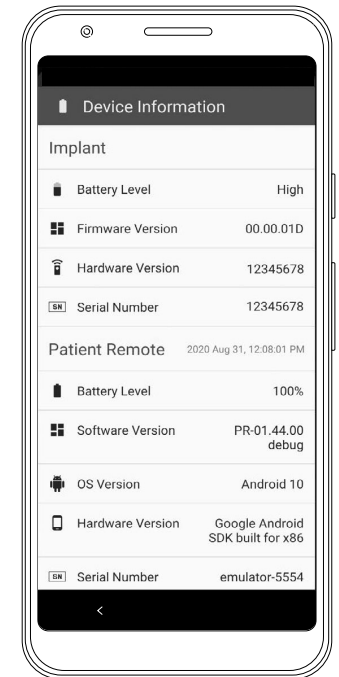 Device Information
Implant
Battery Level High
Firmware Version 00.00.01D
Hardware Version 12345678
SN Serial Number 12345678
Patient Remote 2020 Aug 31, 12:08:01 PM
Battery Level 100%
Software Version PR-01.44.00
debug
OS Version Android 10
Hardware Version Google Android
SDK built for x86
SN Serial Number emulator-5554